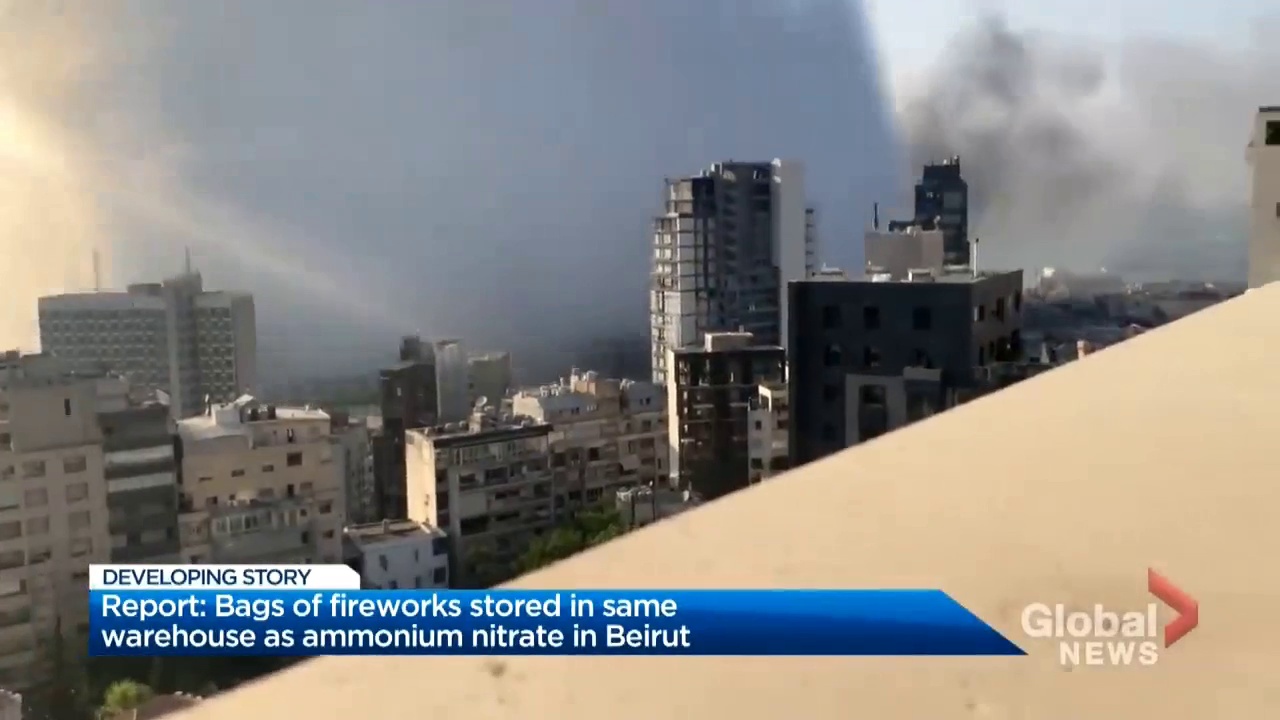 DEVELOPING STORY
Report: Bags of fireworks stored in same
warehouse as ammonium nitrate in Beirut
Global
NEWS